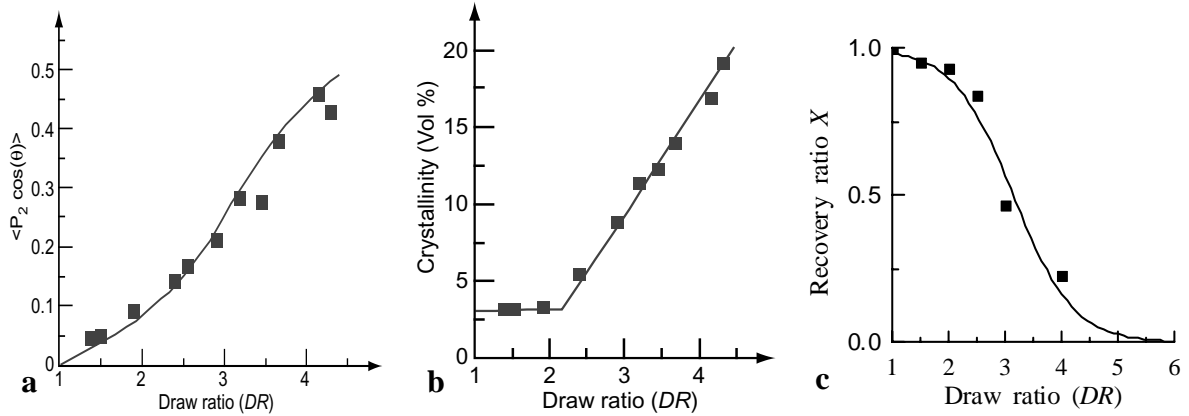 <P₂ cos(θ)>
0.5
0.4
0.3
0.2
0.1
0
1 2 3 4
Draw ratio (DR)
a
Crystallinity (Vol %)
20
15
10
5
0
1 2 3 4
Draw ratio (DR)
b
Recovery ratio X
1.0
0.5
0.0
1 2 3 4 5 6
Draw ratio (DR)
c